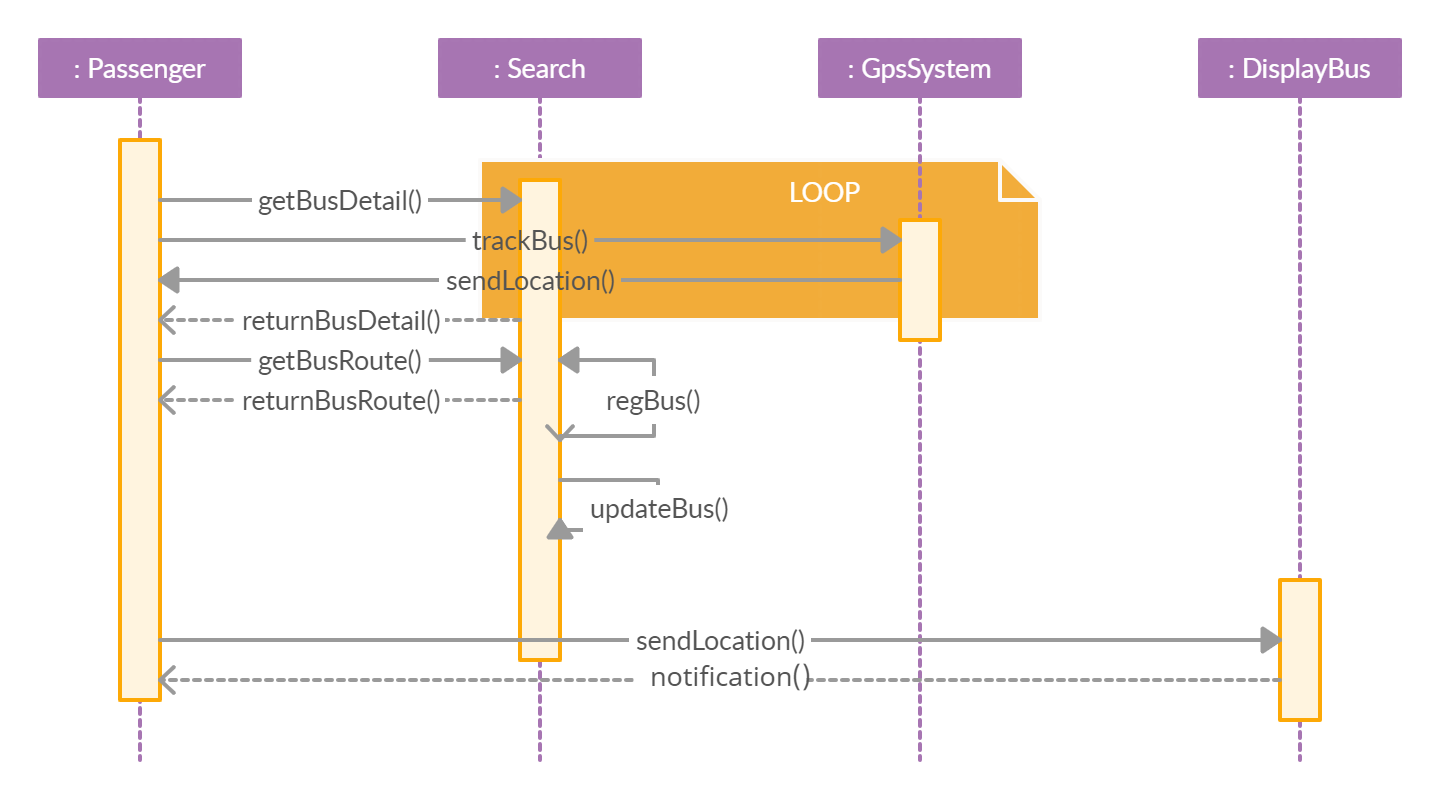 : Passenger
: Search
: GpsSystem
: DisplayBus
LOOP
getBusDetail()
trackBus()
sendLocation()
returnBusDetail()
getBusRoute()
returnBusRoute()
regBus()
updateBus()
sendLocation()
notification()